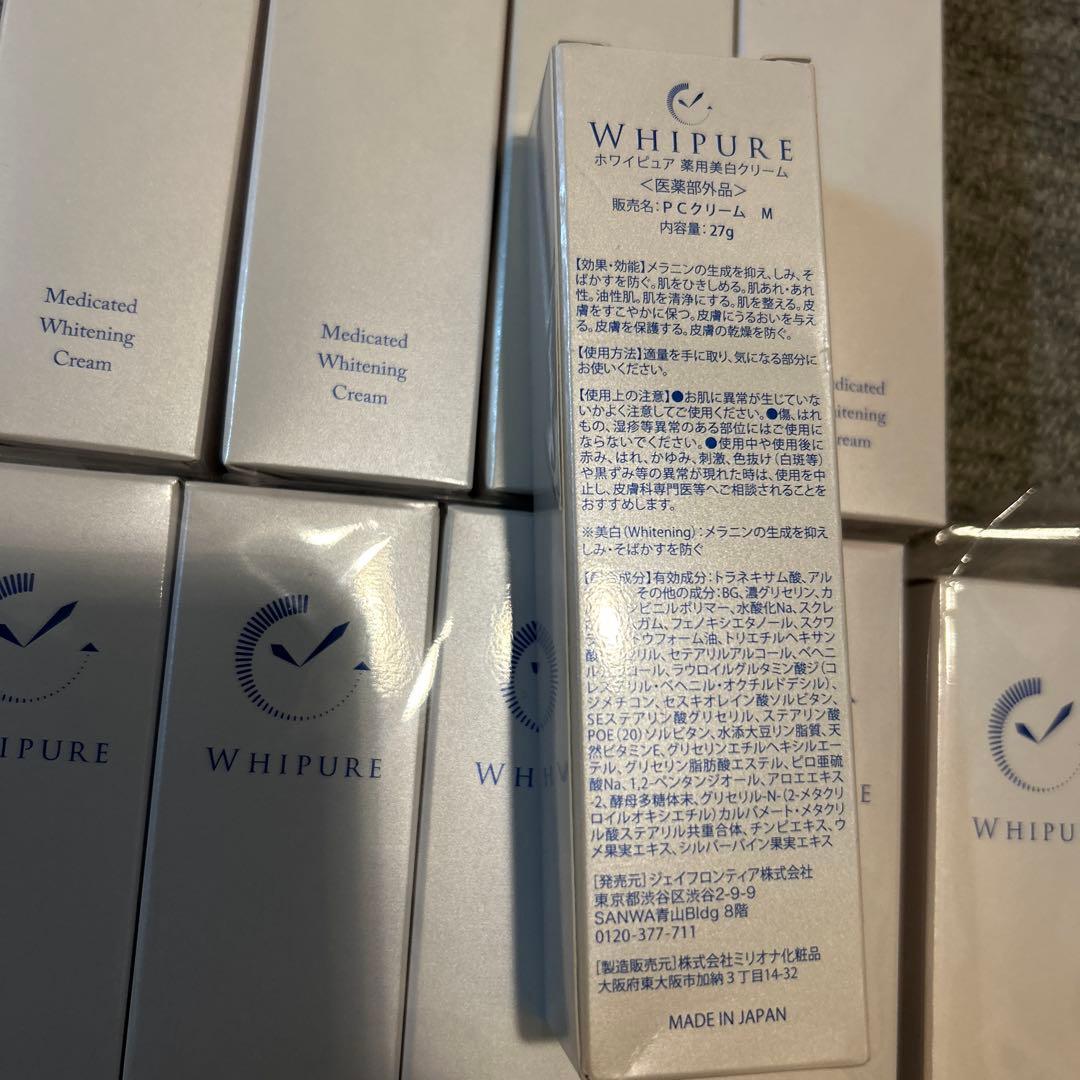 Medicated
Whitening
Cream
Medicated
Whitening
Cream
dicated
itening
ream
IPURE
WHIPURE
WH
E
WHIPU
WHIPURE
ホワイピュア 薬用美白クリーム
＜医薬部外品＞
販売名：ＰＣクリーム　M
内容量：27g
【効果・効能】メラニンの生成を抑え、しみ、そ
ばかすを防ぐ。肌をひきしめる。肌あれ・あれ
性。油性肌。肌を清浄にする。肌を整える。皮
膚をすこやかに保つ。皮膚にうるおいを与え
る。皮膚を保護する。皮膚の乾燥を防ぐ。
【使用方法】適量を手に取り、気になる部分に
お使いください。
【使用上の注意】●お肌に異常が生じていな
いかよく注意してご使用ください。●傷、はれ
もの、湿疹等異常のある部位にはご使用に
ならないでください。●使用中や使用後に
赤み、はれ、かゆみ、刺激、色抜け（白斑等）
や黒ずみ等の異常が現れた時は、使用を中
止し、皮膚科専門医等へご相談されることを
おすすめします。
※美白（Whitening）：メラニンの生成を抑え
しみ・そばかすを防ぐ
成分】有効成分：トラネキサム酸、アル
その他の成分：BG、濃グリセリン、カ
ビニルポリマー、水酸化Na、スクレ
ガム、フェノキシエタノール、スクワ
ウフォーム油、トリエチルヘキサン
酸 リル、セテアリルアルコール、ベヘニ
ル コール、ラウロイルグルタミン酸ジ（コ
レステリル・ベヘニル・オクチルドデシル）、
ジメチコン、セスキオレイン酸ソルビタン、
SEステアリン酸グリセリル、ステアリン酸
POE（20）ソルビタン、水添大豆リン脂質、天
然ビタミンE、グリセリンエチルヘキシルエー
テル、グリセリン脂肪酸エステル、ピロ亜硫
酸Na、1,2-ペンタンジオール、アロエエキス
-2、酵母多糖体末、グリセリル-N-（2-メタクリ
ロイルオキシエチル）カルバメート・メタクリ
ル酸ステアリル共重合体、チンピエキス、ウ
メ果実エキス、シルバーバイン果実エキス
［発売元］ジェイフロンティア株式会社
東京都渋谷区渋谷2-9-9
SANWA青山Bldg 8階
0120-377-711
［製造販売元］株式会社ミリオナ化粧品
大阪府東大阪市加納３丁目14-32
MADE IN JAPAN